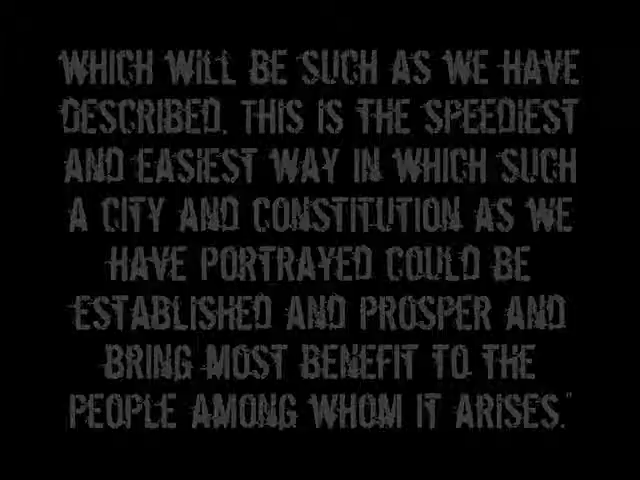 WHICH WILL BE SUCH AS WE HAVE
DESCRIBED. THIS IS THE SPEEDIEST
AND EASIEST WAY IN WHICH SUCH
A CITY AND CONSTITUTION AS WE
HAVE PORTRAYED COULD BE
ESTABLISHED AND PROSPER AND
BRING MOST BENEFIT TO THE
PEOPLE AMONG WHOM IT ARISES."